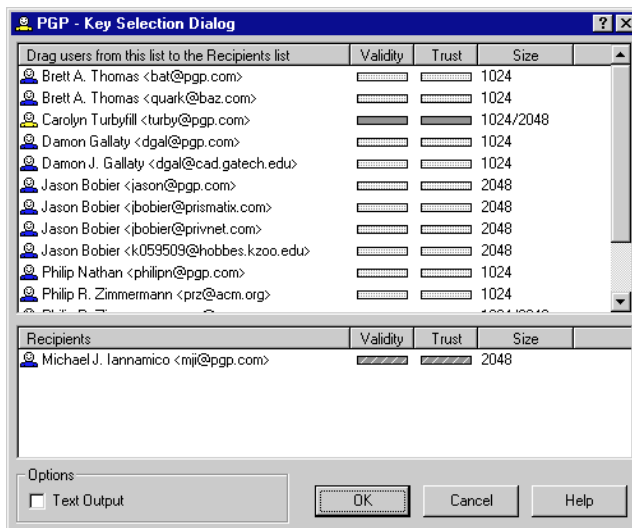 PGP - Key Selection Dialog
Drag users from this list to the Recipients list Validity Trust Size
Brett A. Thomas <bat@pgp.com> 1024
Brett A. Thomas <quark@baz.com> 1024
Carolyn Turbyfill <turby@pgp.com> 1024/2048
Damon Gallaty <dgal@pgp.com> 1024
Damon J. Gallaty <dgal@cad.gatech.edu> 1024
Jason Bobier <jason@pgp.com> 2048
Jason Bobier <jbobier@prismatix.com> 2048
Jason Bobier <jbobier@privnet.com> 2048
Jason Bobier <k059509@hobbes.kzoo.edu> 2048
Philip Nathan <philipn@pgp.com> 1024
Philip R. Zimmermann <prz@acm.org> 1024
Recipients Validity Trust Size
Michael J. Iannamico <mji@pgp.com> 2048
Options
Text Output
OK Cancel Help